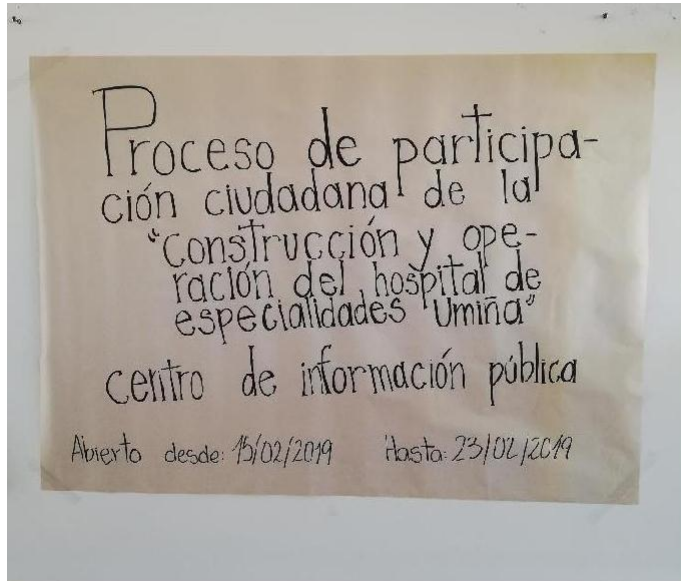 Proceso de participa-
ción ciudadana de la
"Construcción y ope-
ración del hospital de
especialidades Umiña"
centro de información pública
Abierto desde: 15/02/2019 Hasta: 23/02/2019